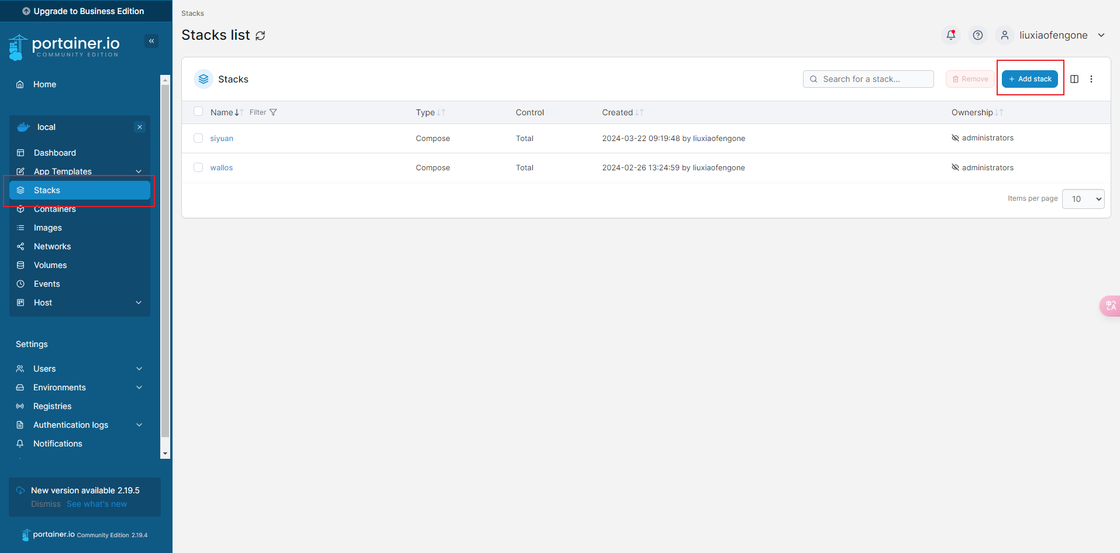 Upgrade to Business Edition
portainer.io
COMMUNITY EDITION
Home
local
Dashboard
App Templates
Stacks
Containers
Images
Networks
Volumes
Events
Host
Settings
Users
Environments
Registries
Authentication logs
Notifications
New version available 2.19.5
Dismiss See what's new
portainer.io Community Edition 2.19.4
Stacks
Stacks list
liuxiaofengone
Stacks
Search for a stack...
Remove
+ Add stack
Name Filter Type Control Created Ownership
siyuan Compose Total 2024-03-22 09:19:48 by liuxiaofengone administrators
wallos Compose Total 2024-02-26 13:24:59 by liuxiaofengone administrators
Items per page 10